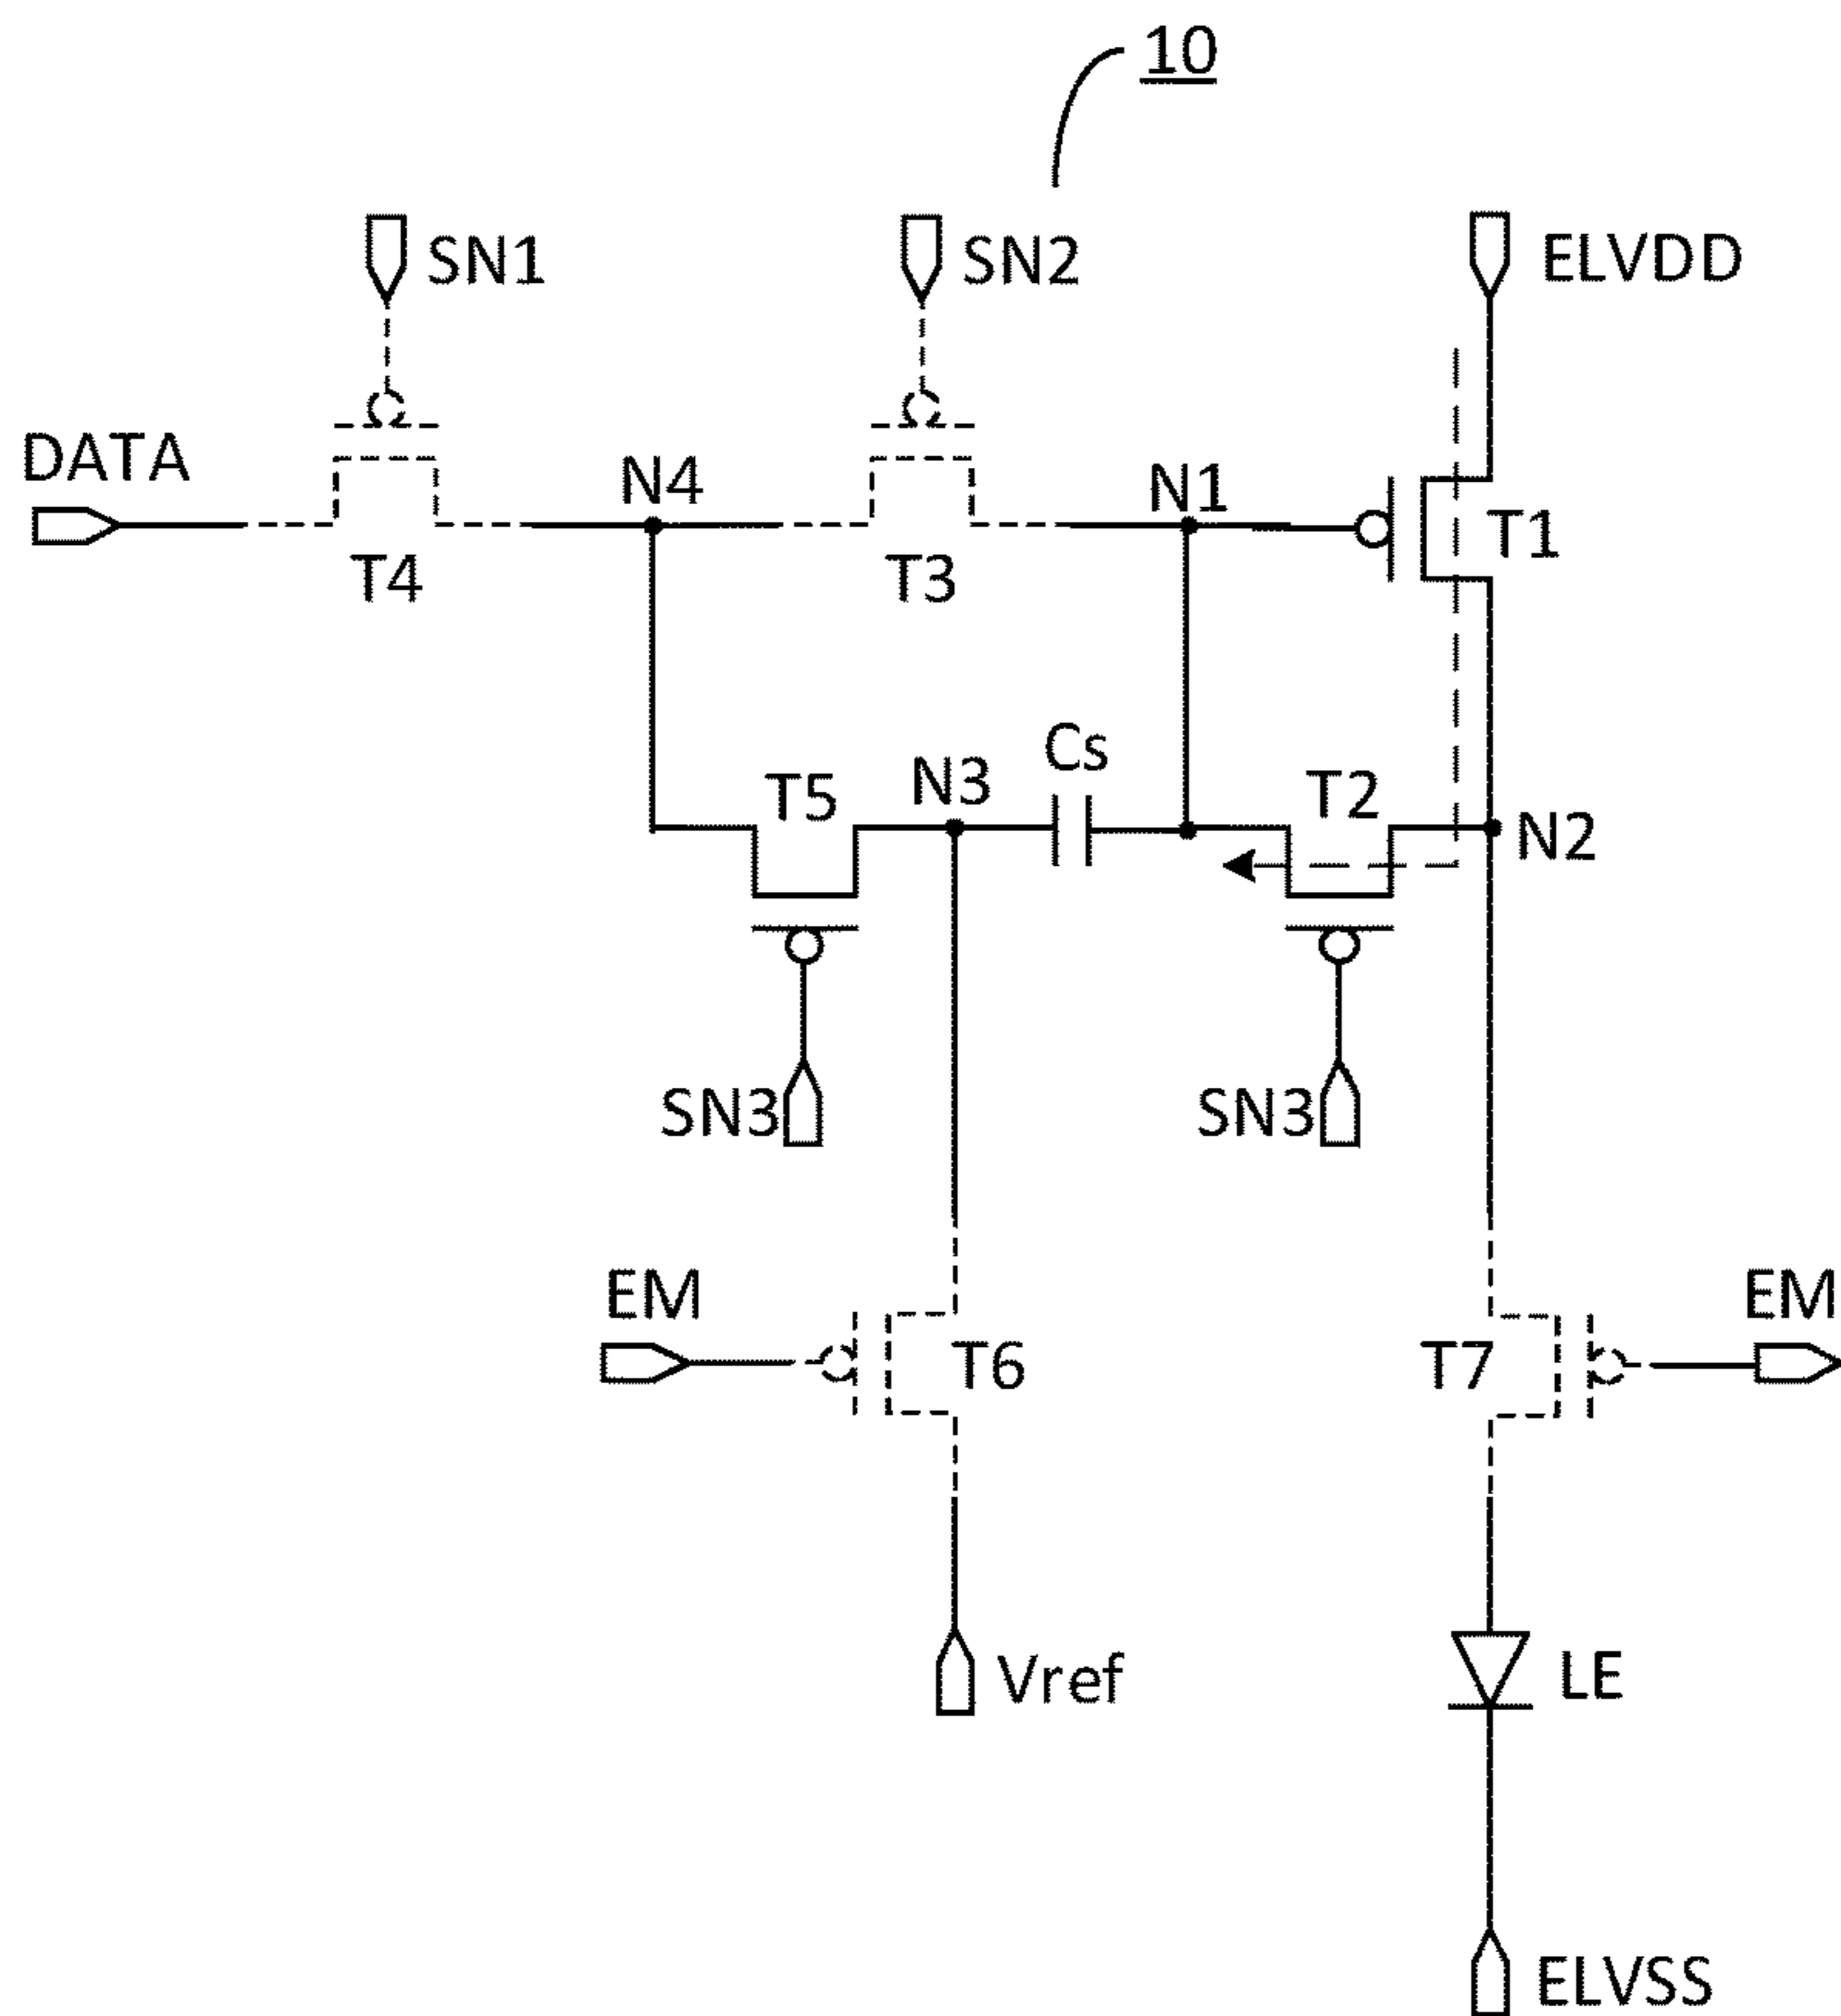 10
SN1
SN2
ELVDD
DATA
N4
N1
T1
T4
T3
Cs
T5
N3
T2
N2
SN3
SN3
EM
EM
T6
T7
Vref
LE
ELVSS